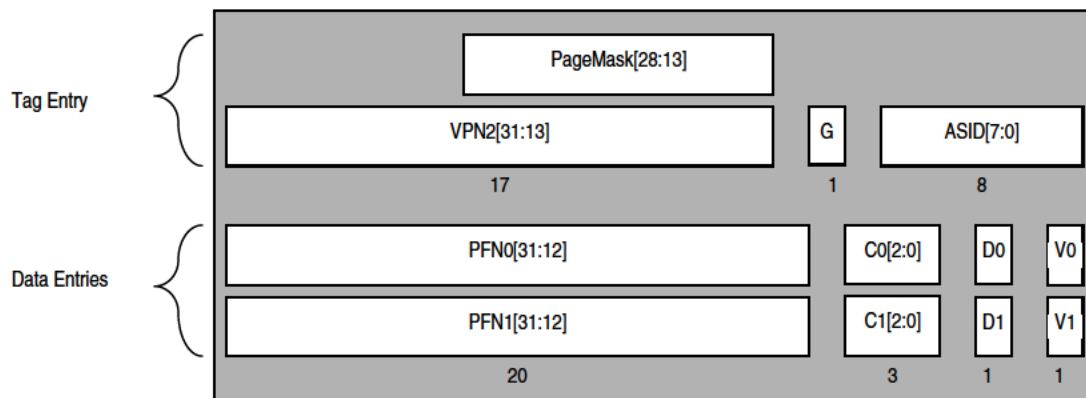 PageMask[28:13]
Tag Entry
VPN2[31:13] G ASID[7:0]
17 1 8
PFN0[31:12] C0[2:0] D0 V0
Data Entries
PFN1[31:12] C1[2:0] D1 V1
20 3 1 1